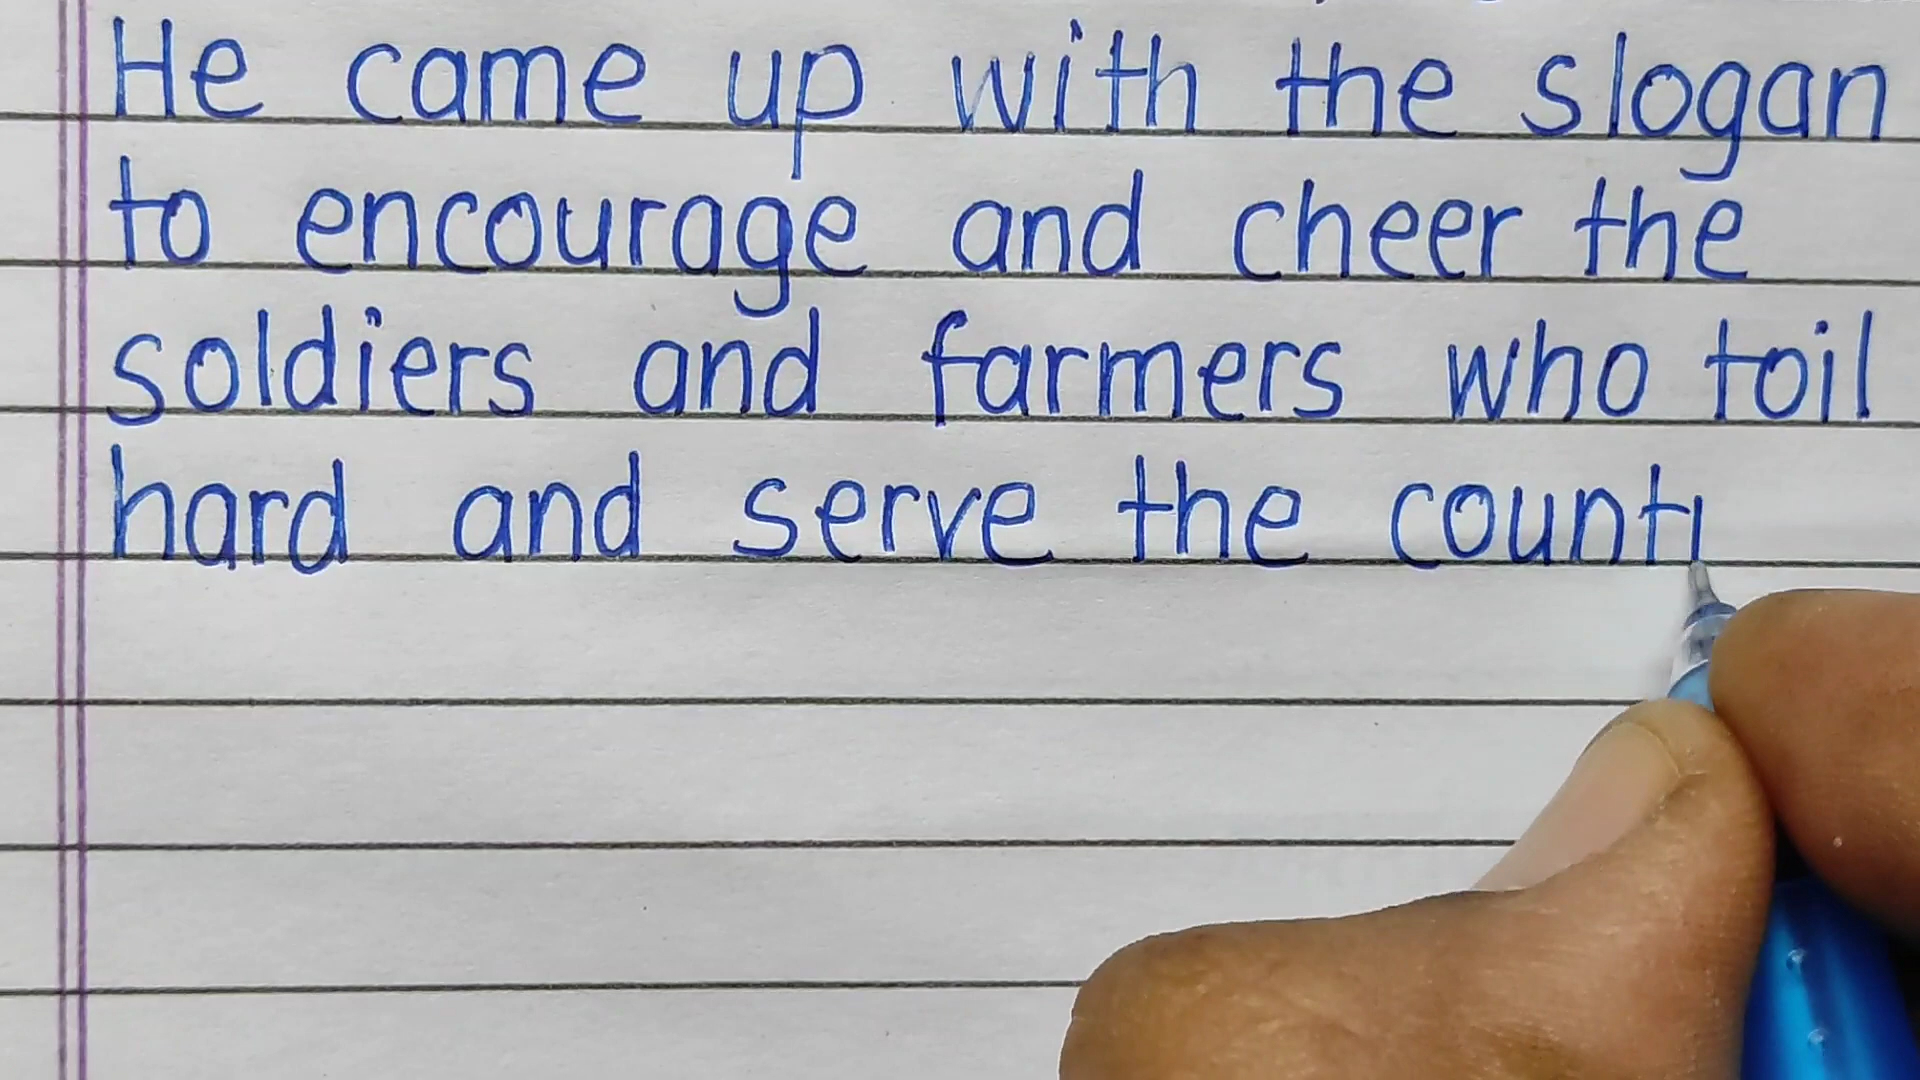 He came up with the slogan
to encourage and cheer the
soldiers and farmers who toil
hard and serve the count